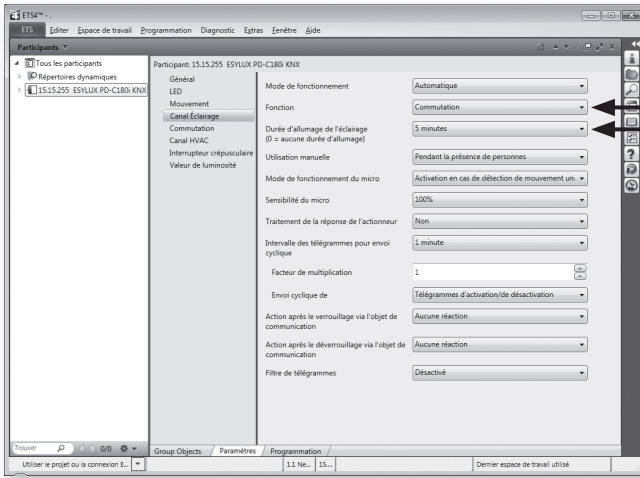 ETS4™ - .
ETS Editer Espace de travail Programmation Diagnostic Extras Fenêtre Aide
Participants
Tous les participants
Répertoires dynamiques
15.15.255 ESYLUX PD-C180i KNX
Participant: 15.15.255 ESYLUX PD-C180i KNX
Général
LED
Mouvement
Canal Éclairage
Commutation
Canal HVAC
Interrupteur crépusculaire
Valeur de luminosité
Mode de fonctionnement Automatique
Fonction Commutation
Durée d'allumage de l'éclairage 5 minutes
(0 = aucune durée d'allumage)
Utilisation manuelle Pendant la présence de personnes
Mode de fonctionnement du micro Activation en cas de détection de mouvement uni
Sensibilité du micro 100%
Traitement de la réponse de l'actionneur Non
Intervalle des télégrammes pour envoi 1 minute
cyclique
Facteur de multiplication 1
Envoi cyclique de Télégrammes d'activation/de désactivation
Action après le verrouillage via l'objet de Aucune réaction
communication
Action après le déverrouillage via l'objet de Aucune réaction
communication
Filtre de télégrammes Désactivé
Trouver 0/0
Group Objects Paramètres Programmation
Utiliser le projet ou la connexion E... 1.1 Ne... 15.... Dernier espace de travail utilisé